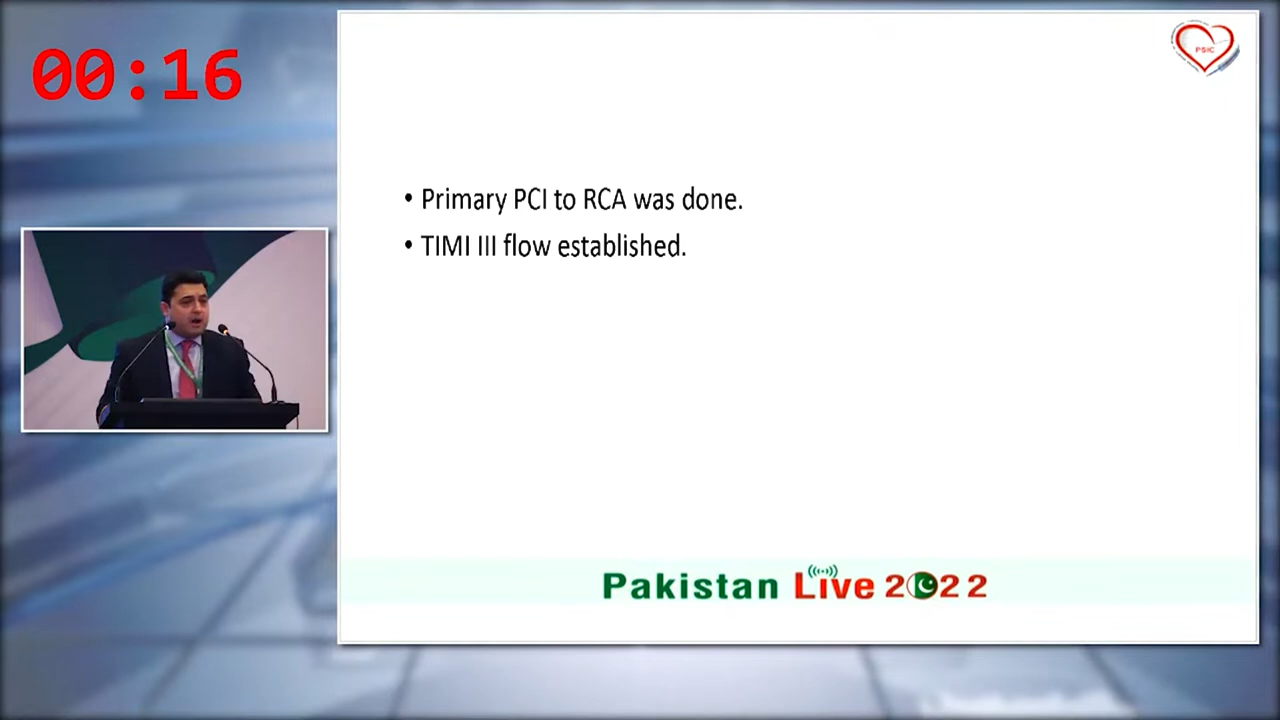 00:16
PSIC
• Primary PCI to RCA was done.
• TIMI III flow established.
Pakistan Live 2022